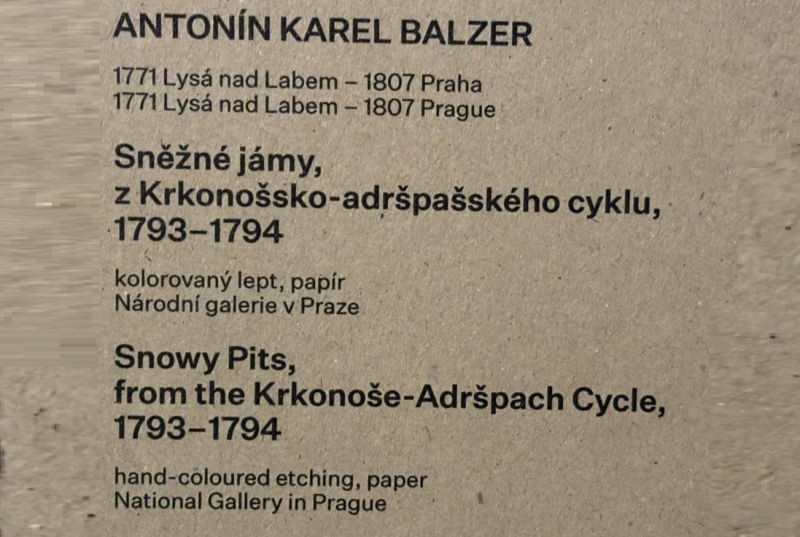 ANTONÍN KAREL BALZER
1771 Lysá nad Labem – 1807 Praha
1771 Lysá nad Labem – 1807 Prague
Sněžné jámy,
z Krkonošsko-adršpašského cyklu,
1793–1794
kolorovaný lept, papír
Národní galerie v Praze
Snowy Pits,
from the Krkonoše-Adršpach Cycle,
1793–1794
hand-coloured etching, paper
National Gallery in Prague